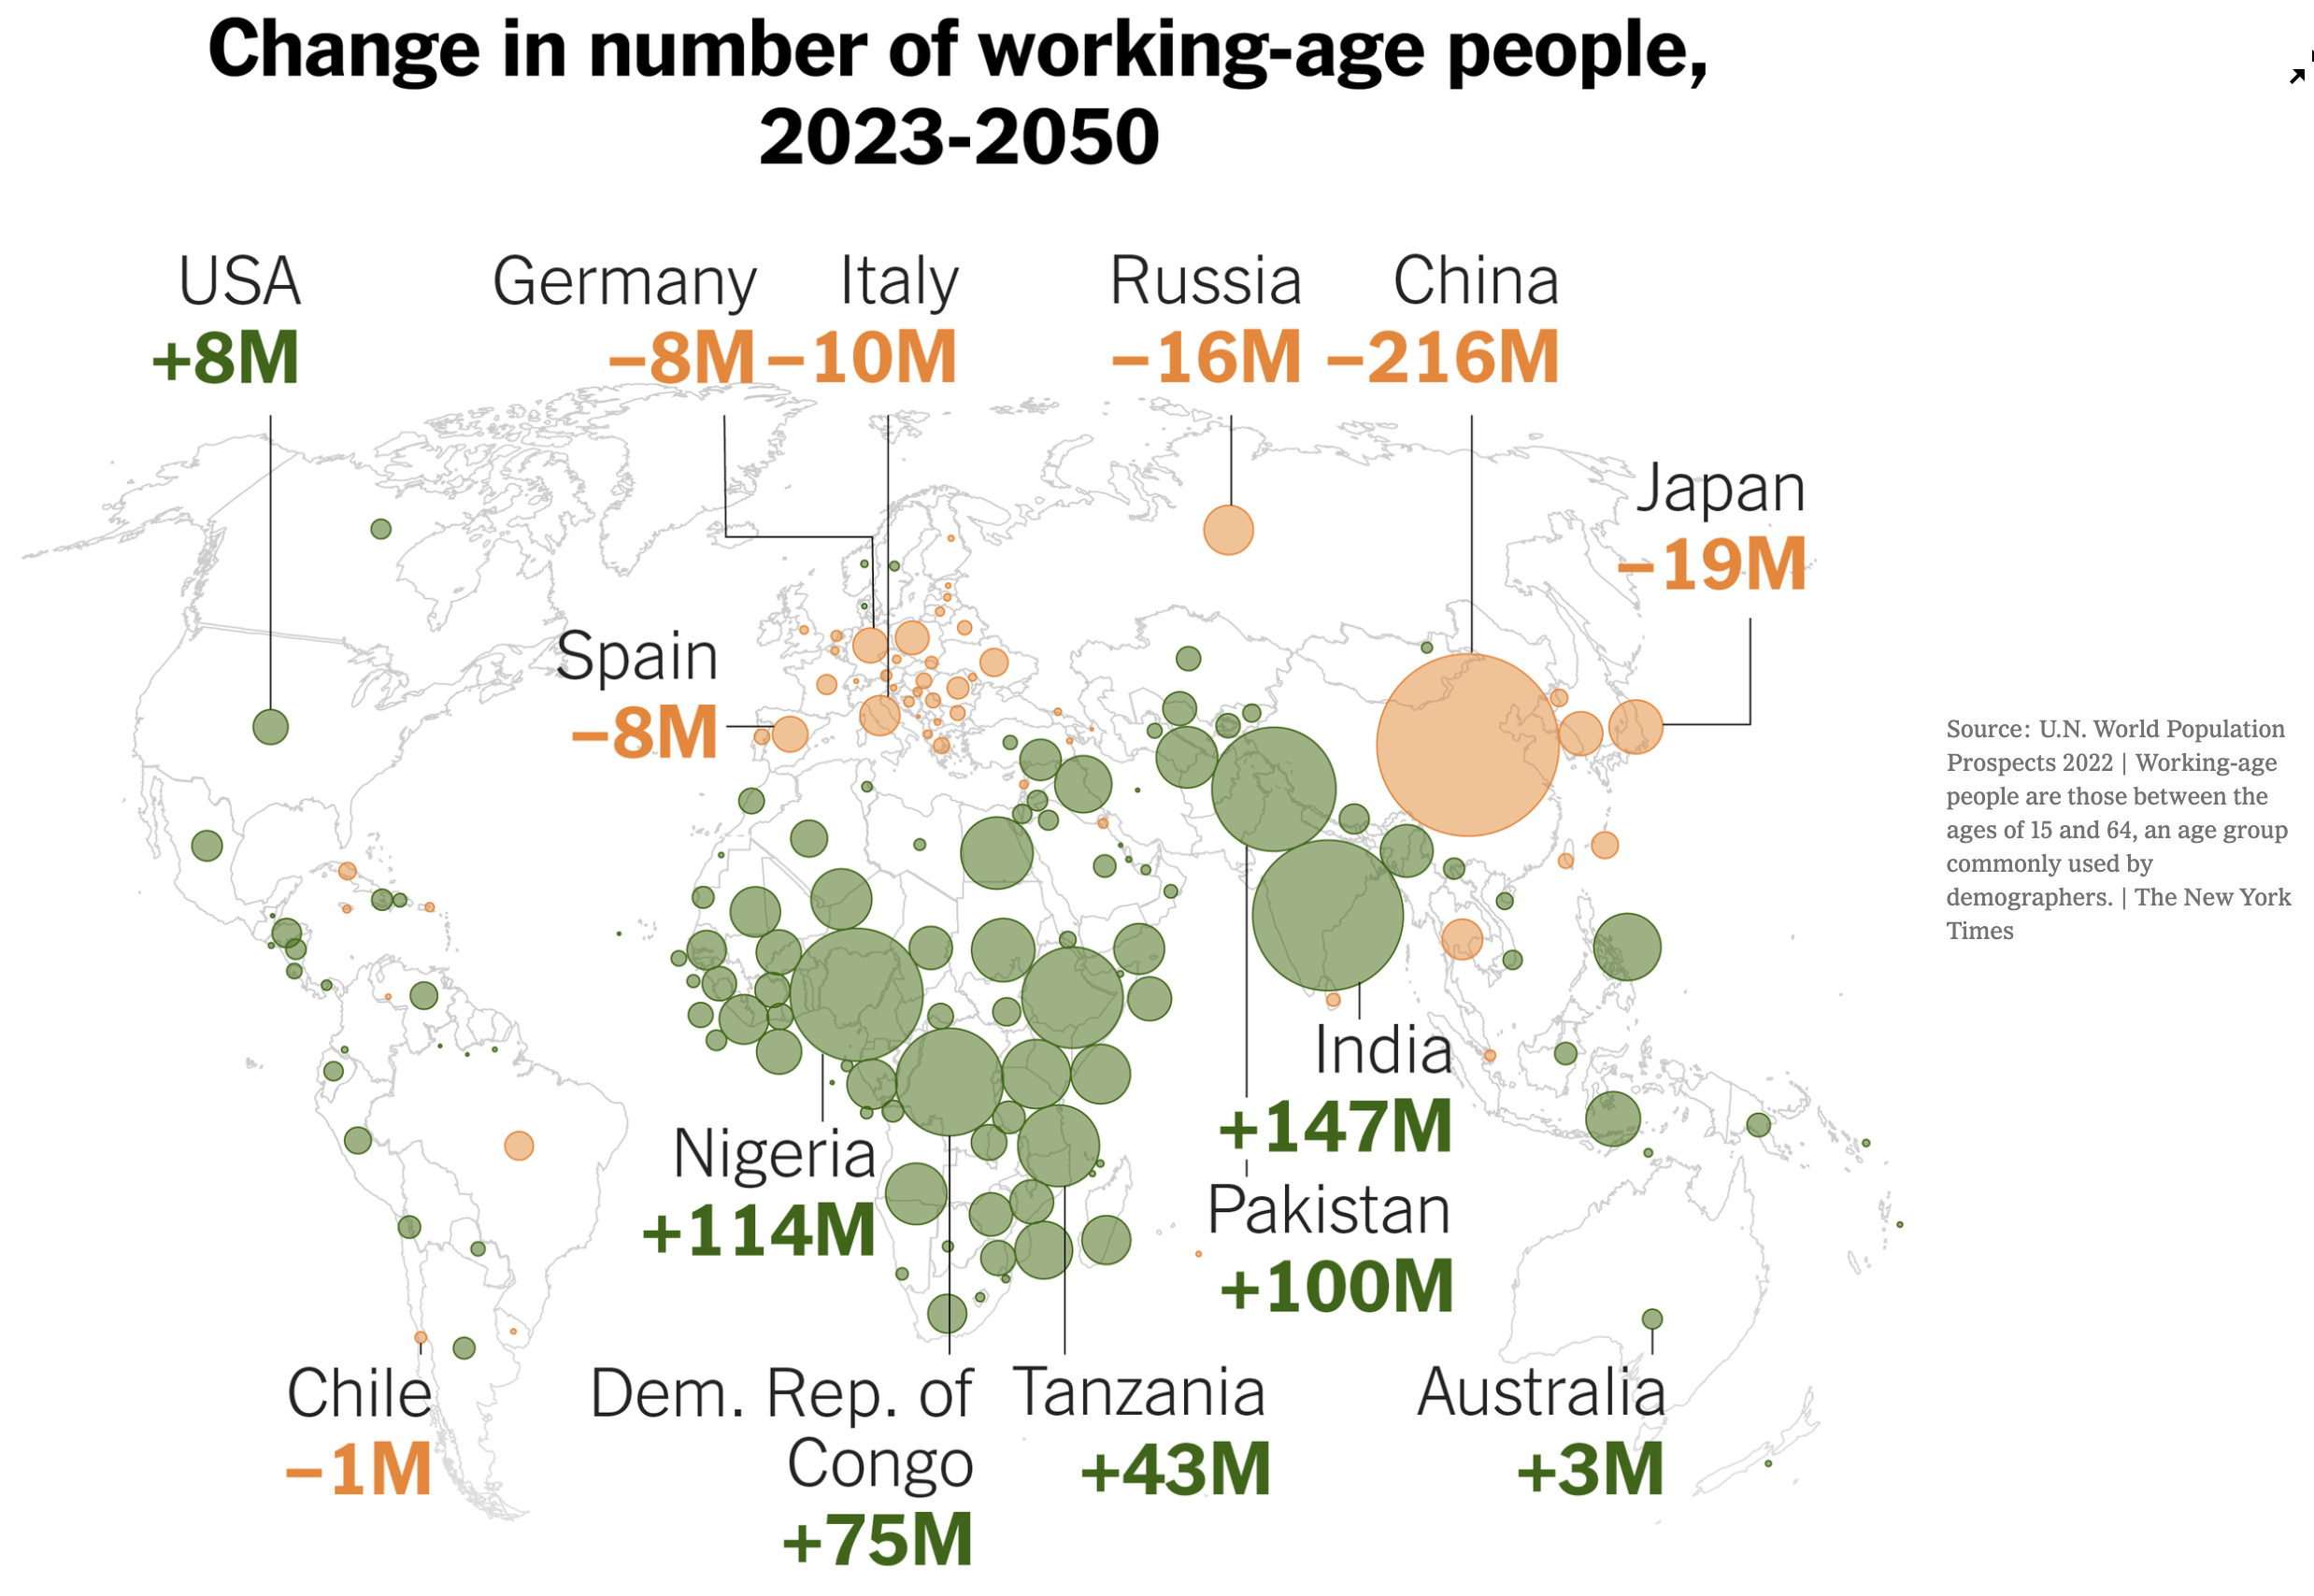 Change in number of working-age people,
2023-2050
USA
+8M
Germany
–8M
Italy
–10M
Russia
–16M
China
–216M
Japan
–19M
Spain
–8M
Source: U.N. World Population
Prospects 2022 | Working-age
people are those between the
ages of 15 and 64, an age group
commonly used by
demographers. | The New York
Times
India
+147M
Nigeria
+114M
Pakistan
+100M
Chile
–1M
Dem. Rep. of
Congo
+75M
Tanzania
+43M
Australia
+3M